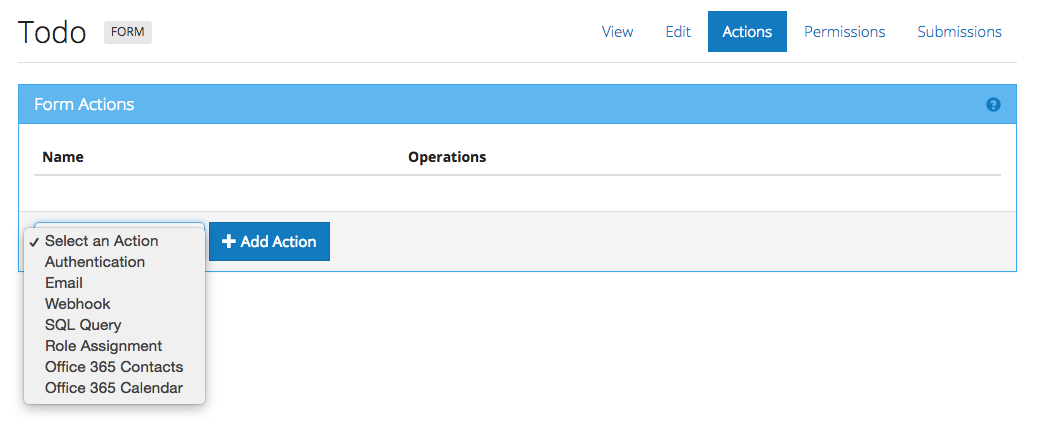 Todo FORM View Edit Actions Permissions Submissions
Form Actions ?
Name Operations
✓ Select an Action + Add Action
Authentication
Email
Webhook
SQL Query
Role Assignment
Office 365 Contacts
Office 365 Calendar